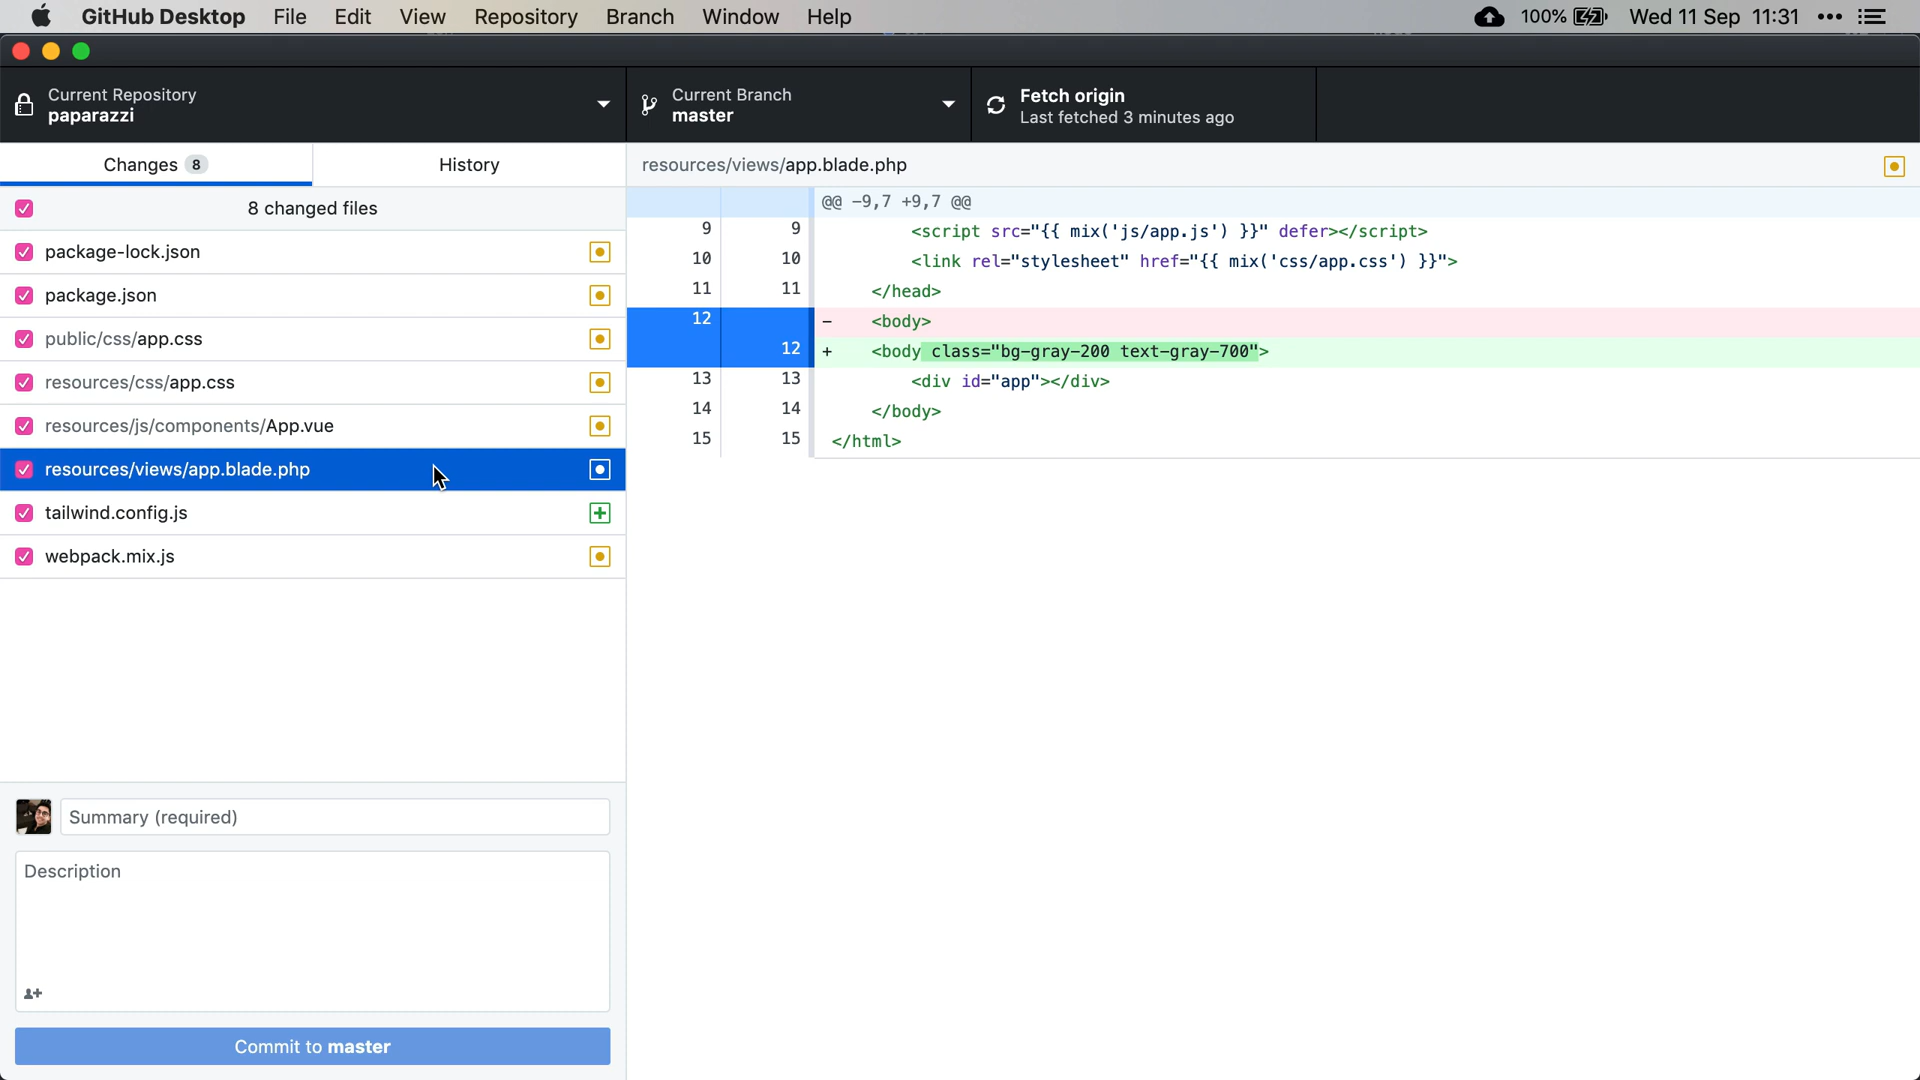 GitHub Desktop File Edit View Repository Branch Window Help 100% Wed 11 Sep 11:31
Current Repository
paparazzi
Current Branch
master
Fetch origin
Last fetched 3 minutes ago
Changes 8
History
8 changed files
package-lock.json
package.json
public/css/app.css
resources/css/app.css
resources/js/components/App.vue
resources/views/app.blade.php
tailwind.config.js
webpack.mix.js
Summary (required)
Description
Commit to master
resources/views/app.blade.php
@@ -9,7 +9,7 @@
9 9 <script src="{{ mix('js/app.js') }}" defer></script>
10 10 <link rel="stylesheet" href="{{ mix('css/app.css') }}">
11 11 </head>
12 - <body>
12 + <body class="bg-gray-200 text-gray-700">
13 13 <div id="app"></div>
14 14 </body>
15 15 </html>